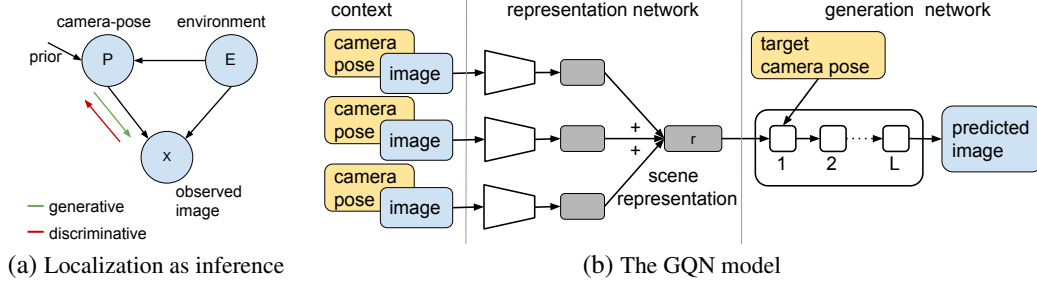 camera-pose
environment
prior
P
E
X
observed
image
generative
discriminative
(a) Localization as inference
context
representation network
generation network
camera
pose
image
camera
pose
image
camera
pose
image
+
+
r
scene
representation
target
camera pose
1
2
L
predicted
image
(b) The GQN model